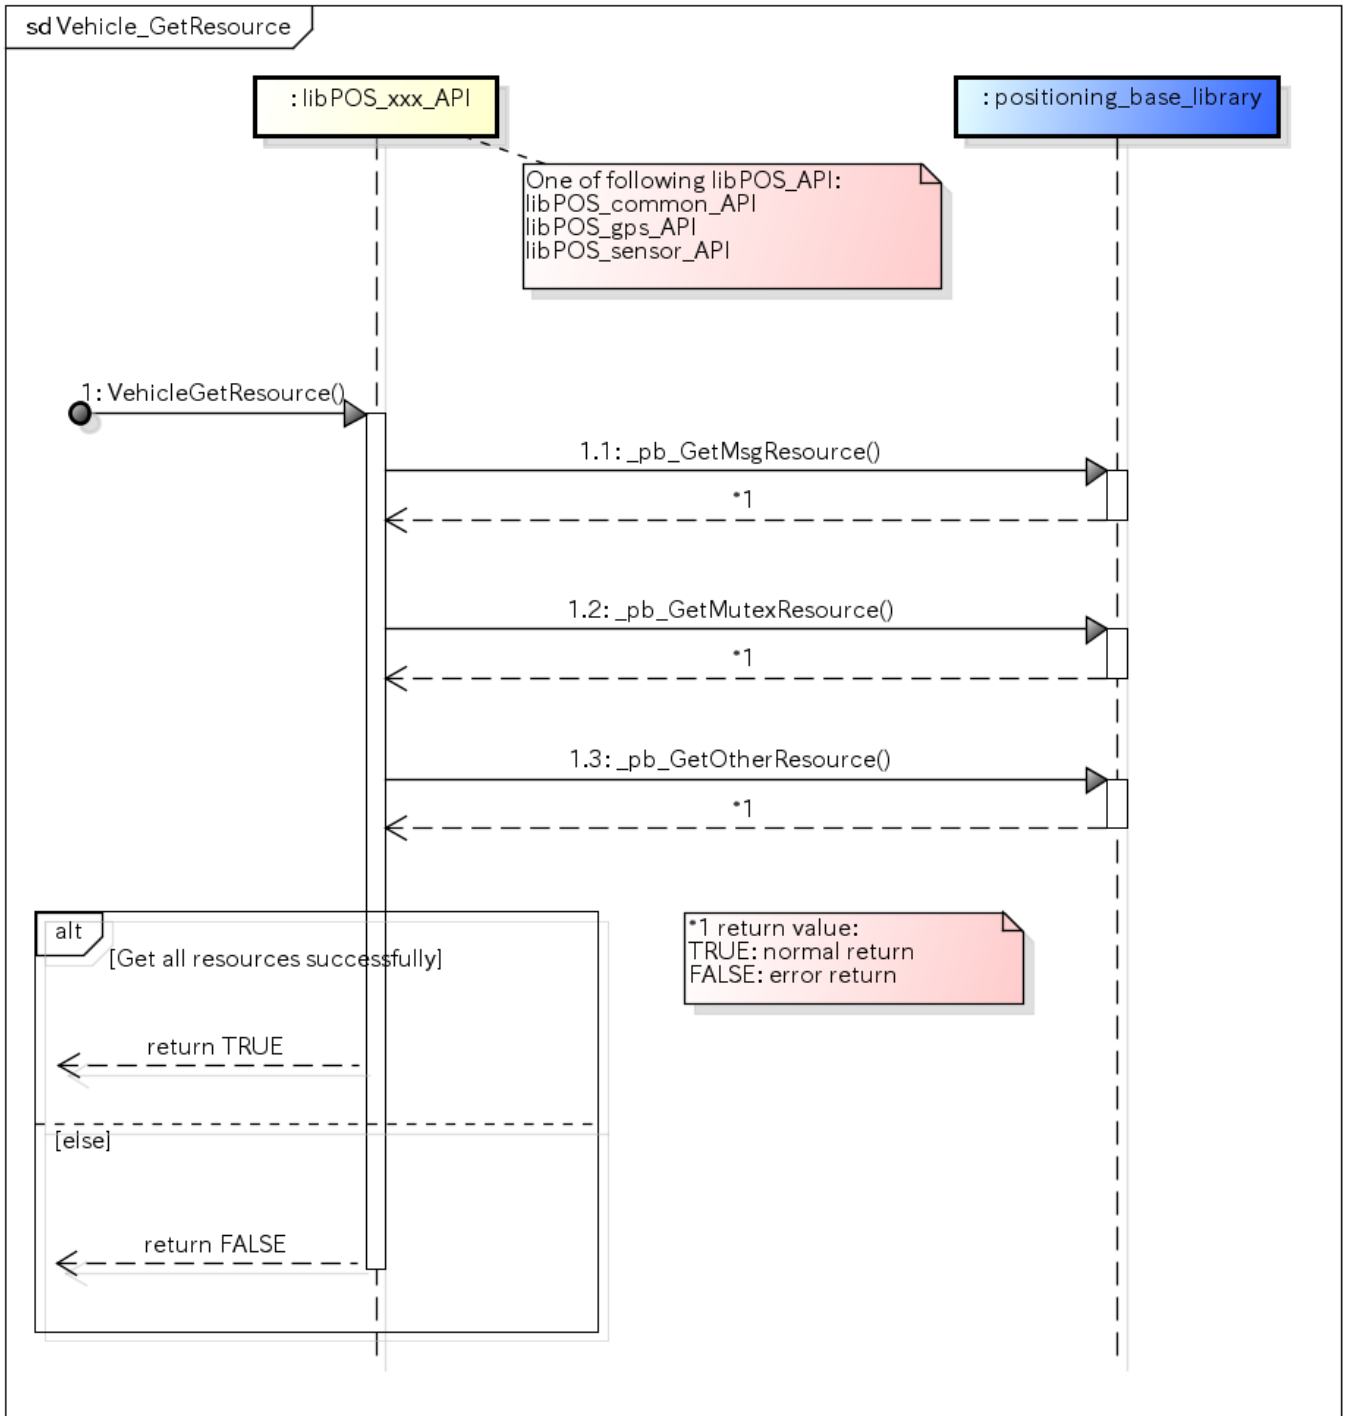 sd Vehicle_GetResource
: libPOS_xxx_API
: positioning_base_library
One of following libPOS_API:
libPOS_common_API
libPOS_gps_API
libPOS_sensor_API
1: VehicleGetResource()
1.1: _pb_GetMsgResource()
*1
1.2: _pb_GetMutexResource()
*1
1.3: _pb_GetOtherResource()
*1
alt
[Get all resources successfully]
*1 return value:
TRUE: normal return
FALSE: error return
return TRUE
[else]
return FALSE